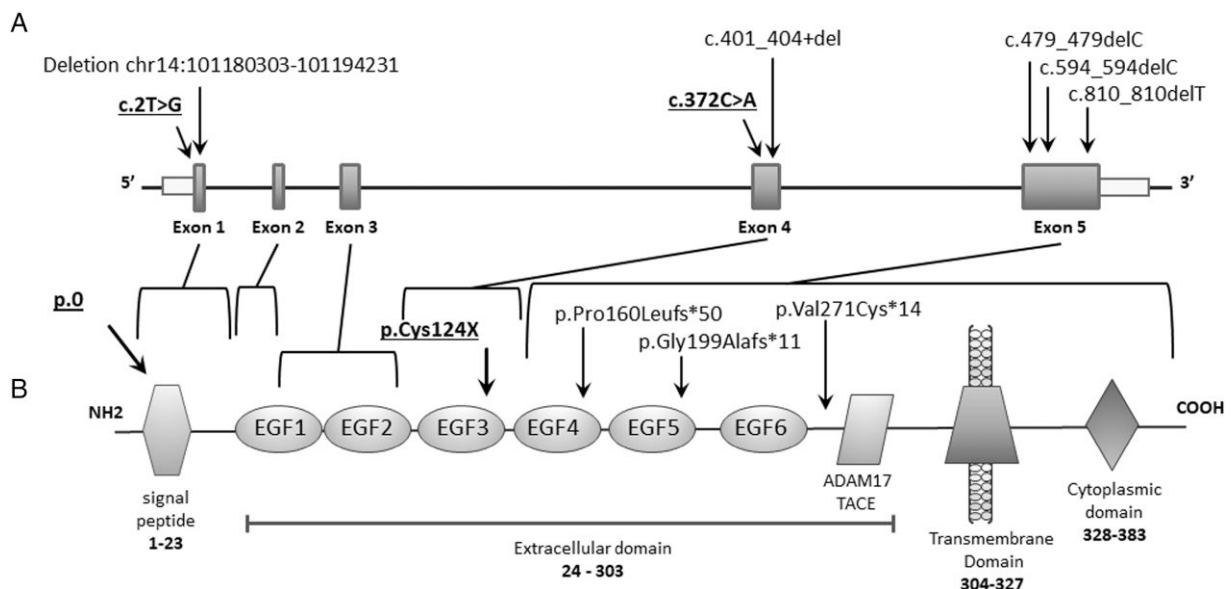 A
Deletion chr14:101180303-101194231
c.401_404+del
c.479_479delC
c.594_594delC
c.810_810delT
c.2T>G
c.372C>A
5’
3’
Exon 1
Exon 2
Exon 3
Exon 4
Exon 5
p.0
p.Cys124X
p.Pro160Leufs*50
p.Gly199Alafs*11
p.Val271Cys*14
B
NH2
EGF1
EGF2
EGF3
EGF4
EGF5
EGF6
COOH
signal
peptide
1-23
ADAM17
TACE
Extracellular domain
24 - 303
Transmembrane
Domain
304-327
Cytoplasmic
domain
328-383